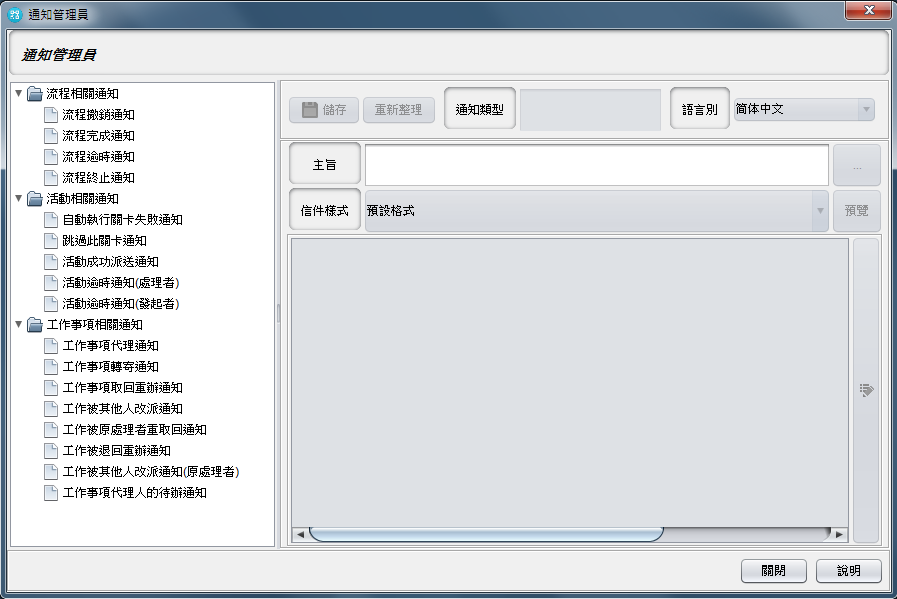 通知管理員
通知管理員
流程相關通知
流程撤銷通知
流程完成通知
流程逾時通知
流程終止通知
活動相關通知
自動執行關卡失敗通知
跳過此關卡通知
活動成功派送通知
活動逾時通知(處理者)
活動逾時通知(發起者)
工作事項相關通知
工作事項代理通知
工作事項轉寄通知
工作事項取回重辦通知
工作被其他人改派通知
工作被原處理者重取回通知
工作被退回重辦通知
工作被其他人改派通知(原處理者)
工作事項代理人的待辦通知
儲存 重新整理 通知類型 語言別 简体中文
主旨 ...
信件樣式 預設格式 預覽
關閉 說明